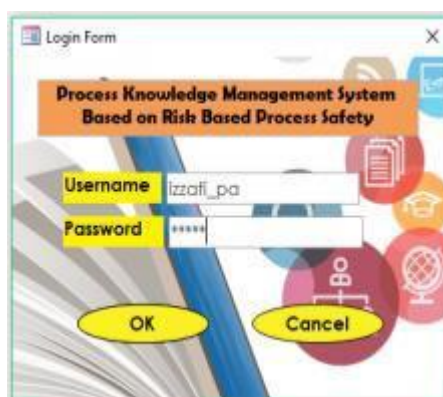 Login Form
Process Knowledge Management System
Based on Risk Based Process Safety
Username
izzati_pa
Password
*****
OK
Cancel